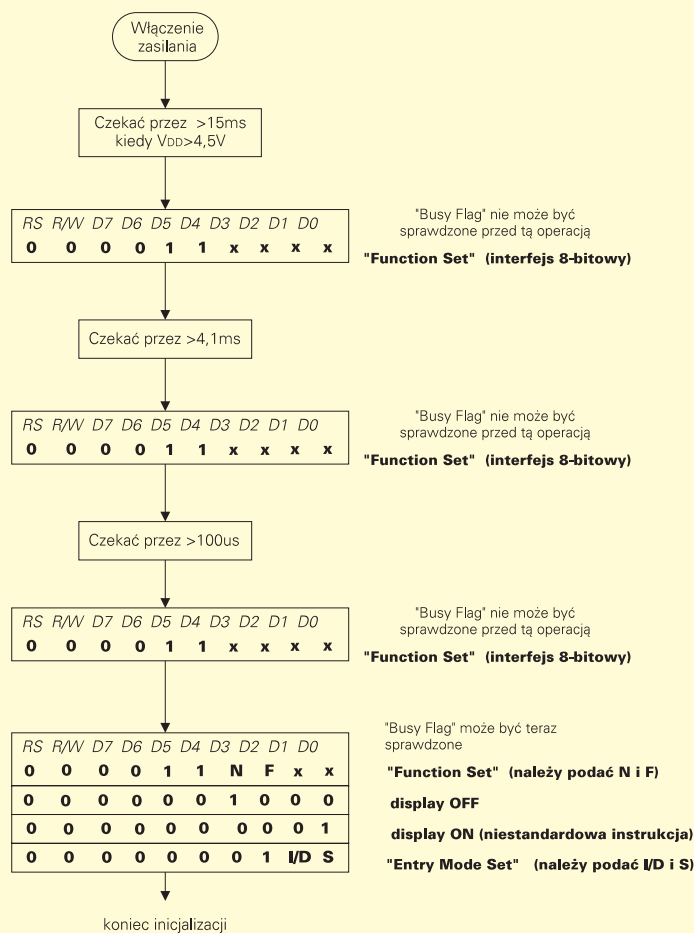 Włączenie
zasilania
Czekać przez >15ms
kiedy VDD>4,5V
RS R/W D7 D6 D5 D4 D3 D2 D1 D0
0 0 0 0 1 1 x x x x
"Busy Flag" nie może być
sprawdzone przed tą operacją
"Function Set" (interfejs 8-bitowy)
Czekać przez >4,1ms
RS R/W D7 D6 D5 D4 D3 D2 D1 D0
0 0 0 0 1 1 x x x x
"Busy Flag" nie może być
sprawdzone przed tą operacją
"Function Set" (interfejs 8-bitowy)
Czekać przez >100us
RS R/W D7 D6 D5 D4 D3 D2 D1 D0
0 0 0 0 1 1 x x x x
"Busy Flag" nie może być
sprawdzone przed tą operacją
"Function Set" (interfejs 8-bitowy)
"Busy Flag" może być teraz
sprawdzone
RS R/W D7 D6 D5 D4 D3 D2 D1 D0
0 0 0 0 1 1 N F x x
"Function Set" (należy podać N i F)
0 0 0 0 0 0 1 0 0 0
display OFF
0 0 0 0 0 0 0 0 0 1
display ON (niestandardowa instrukcja)
0 0 0 0 0 0 0 1 I/D S
"Entry Mode Set" (należy podać I/D i S)
koniec inicjalizacji